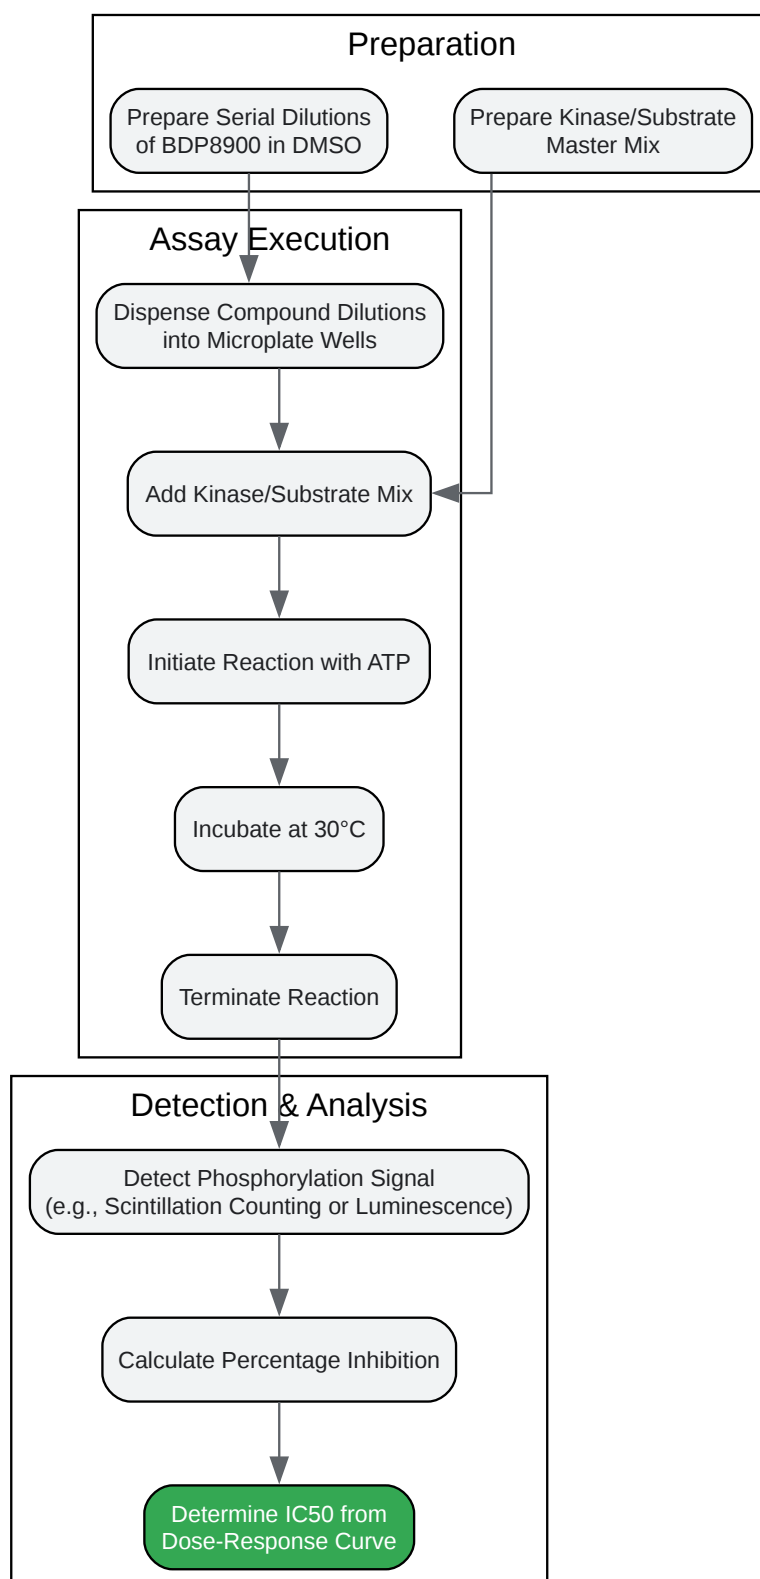 Preparation
Prepare Serial Dilutions
of BDP8900 in DMSO
Prepare Kinase/Substrate
Master Mix
Assay Execution
Dispense Compound Dilutions
into Microplate Wells
Add Kinase/Substrate Mix
Initiate Reaction with ATP
Incubate at 30°C
Terminate Reaction
Detection & Analysis
Detect Phosphorylation Signal
(e.g., Scintillation Counting or Luminescence)
Calculate Percentage Inhibition
Determine IC50 from
Dose-Response Curve